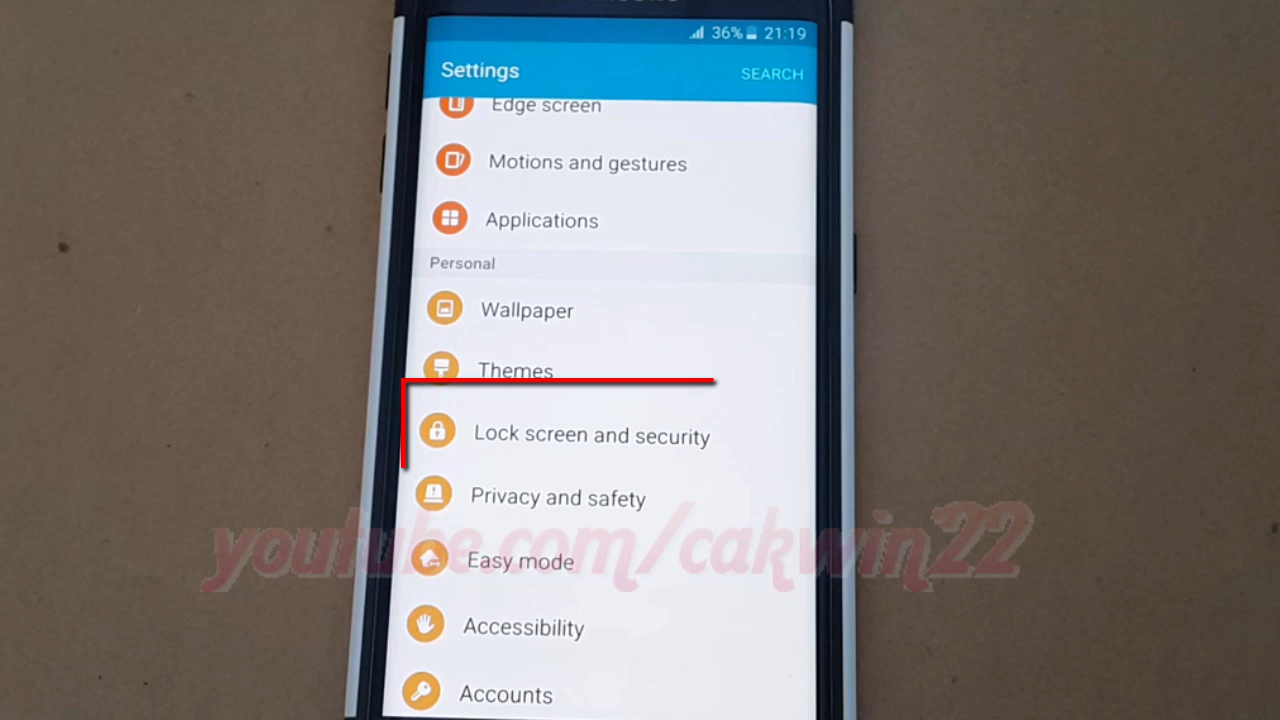 36% 21:19
Settings SEARCH
Edge screen
Motions and gestures
Applications
Personal
Wallpaper
Themes
Lock screen and security
Privacy and safety
youtube.com/cakwin22
Easy mode
Accessibility
Accounts